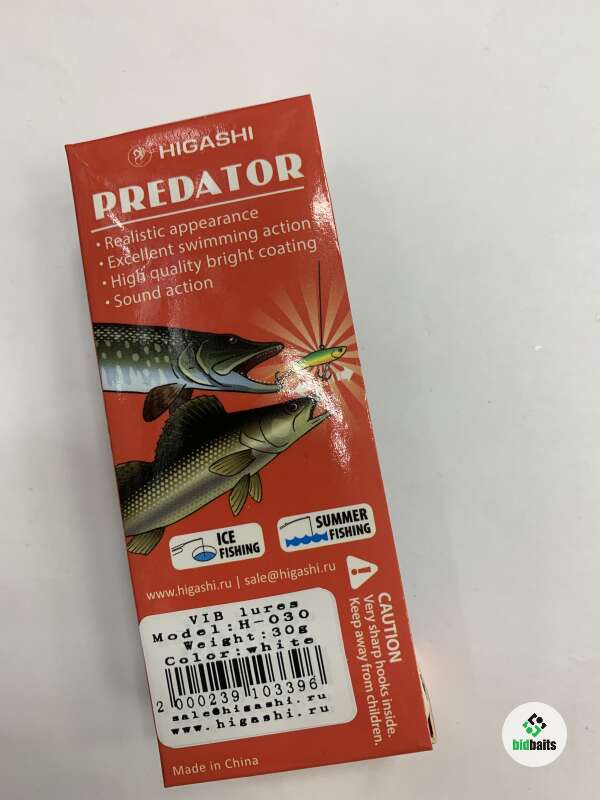 HIGASHI
PREDATOR
• Realistic appearance
• Excellent swimming action
• High quality bright coating
• Sound action
ICE
FISHING
SUMMER
FISHING
www.higashi.ru | sale@higashi.ru
CAUTION
Very sharp hooks inside.
Keep away from children.
VIB lures
Model:H-030
Weight:30g
Color:white
2 000239 103396
sale@higashi.ru
www.higashi.ru
Made in China
bidbaits